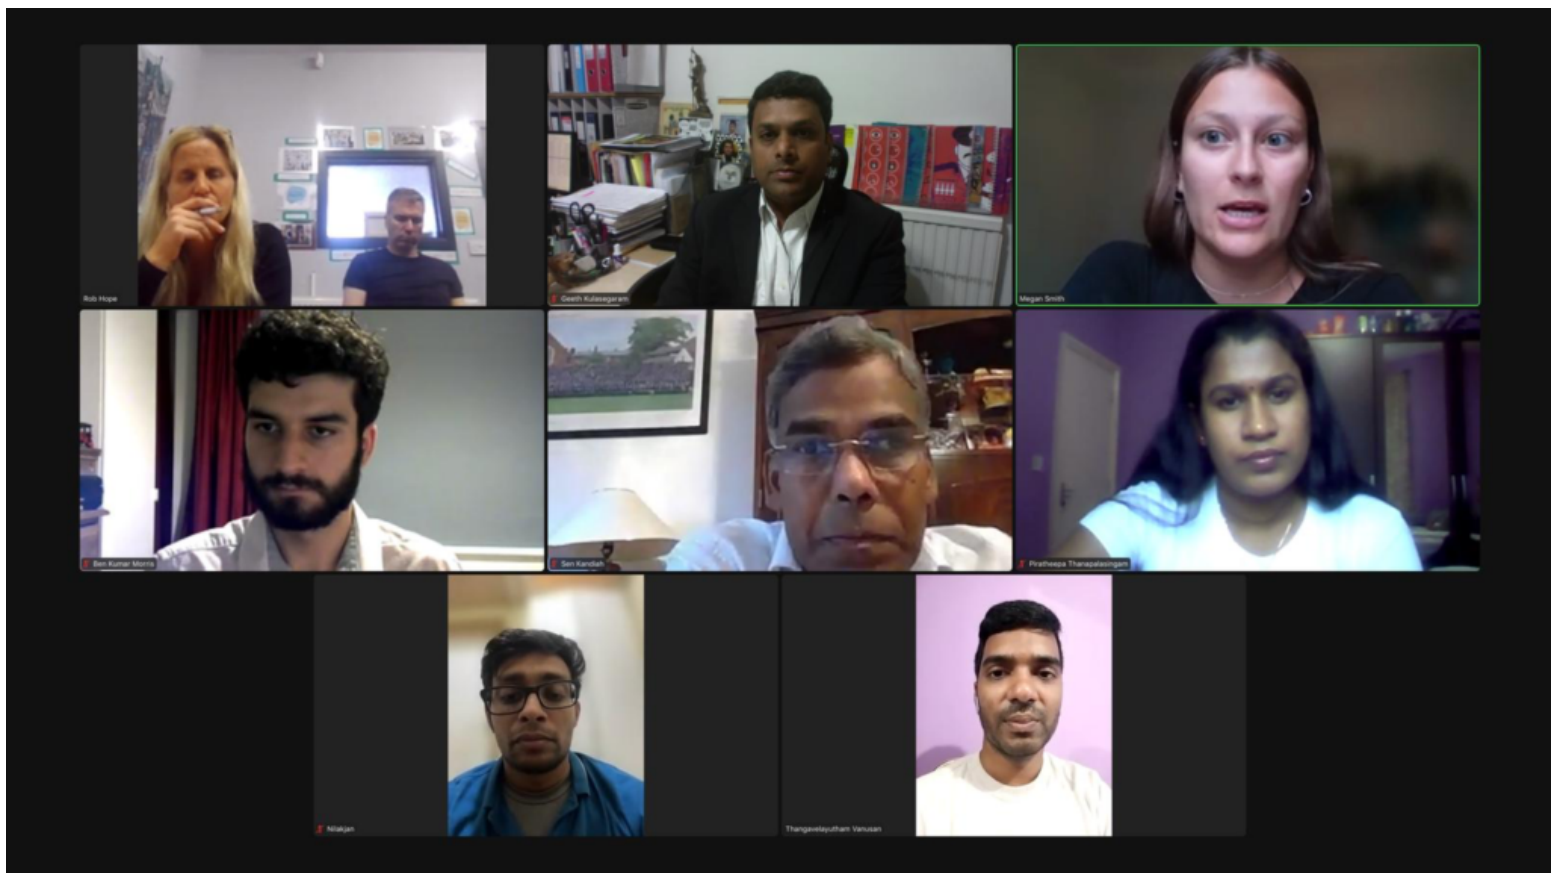 Rob Hope
Geeth Kulasegaram
Megan Smith
Ben Kumar Morris
Sen Kandiah
Piratheepa Thanapalasingam
Nilakjan
Thangavelayutham Vanusan